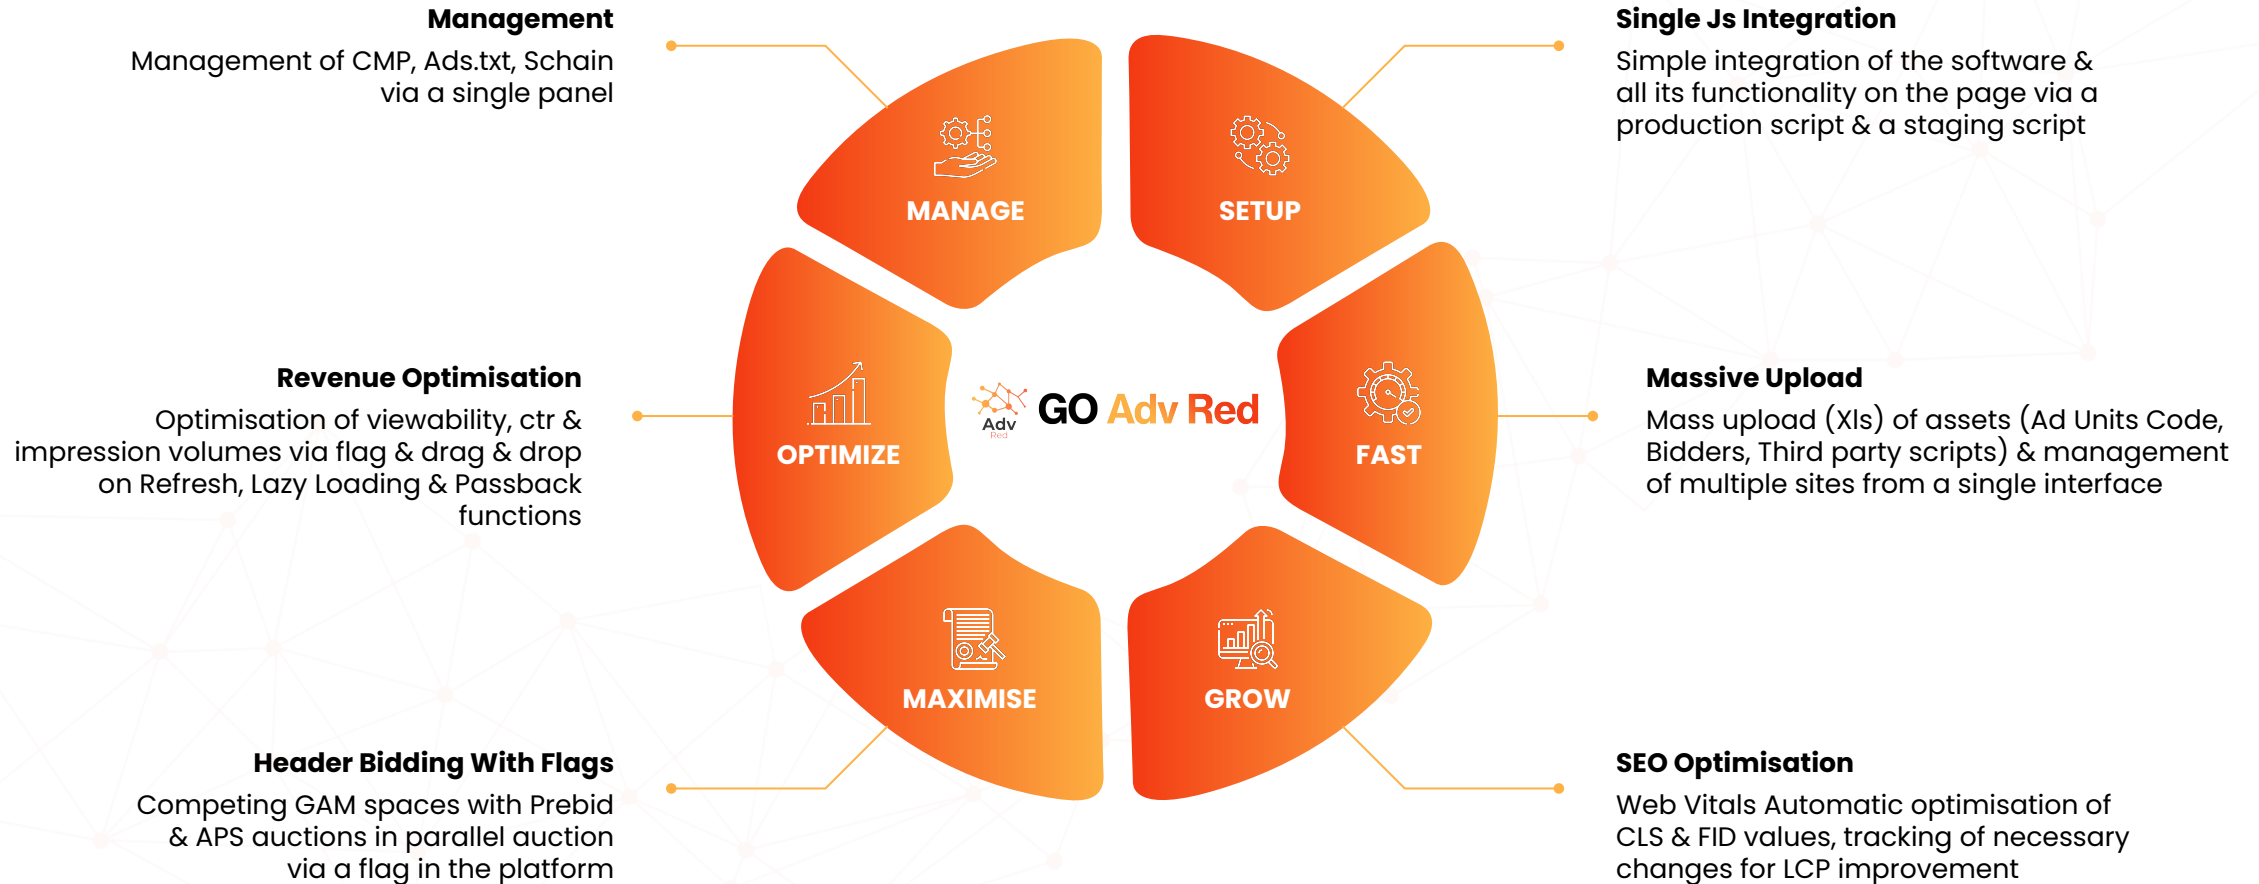 Management
Management of CMP, Ads.txt, Schain
via a single panel
Single Js Integration
Simple integration of the software &
all its functionality on the page via a
production script & a staging script
MANAGE
SETUP
Revenue Optimisation
Optimisation of viewability, ctr &
impression volumes via flag & drag & drop
on Refresh, Lazy Loading & Passback
functions
OPTIMIZE
Adv
Red
GO Adv Red
FAST
Massive Upload
Mass upload (Xls) of assets (Ad Units Code,
Bidders, Third party scripts) & management
of multiple sites from a single interface
MAXIMISE
GROW
Header Bidding With Flags
Competing GAM spaces with Prebid
& APS auctions in parallel auction
via a flag in the platform
SEO Optimisation
Web Vitals Automatic optimisation of
CLS & FID values, tracking of necessary
changes for LCP improvement